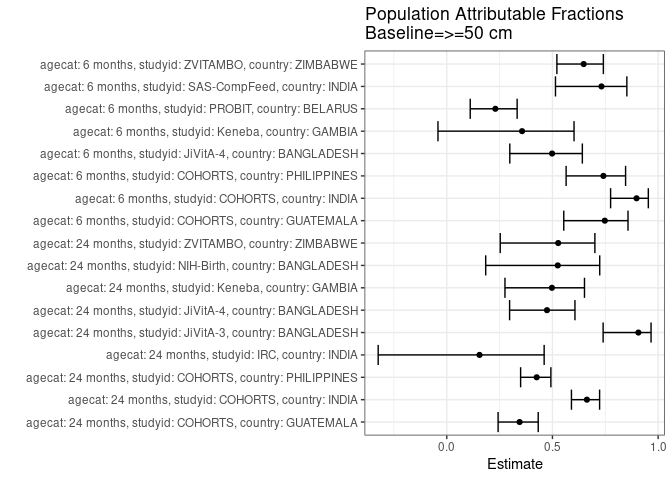 Population Attributable Fractions
Baseline=>=50 cm
agecat: 6 months, studyid: ZVITAMBO, country: ZIMBABWE
agecat: 6 months, studyid: SAS-CompFeed, country: INDIA
agecat: 6 months, studyid: PROBIT, country: BELARUS
agecat: 6 months, studyid: Keneba, country: GAMBIA
agecat: 6 months, studyid: JiVitA-4, country: BANGLADESH
agecat: 6 months, studyid: COHORTS, country: PHILIPPINES
agecat: 6 months, studyid: COHORTS, country: INDIA
agecat: 6 months, studyid: COHORTS, country: GUATEMALA
agecat: 24 months, studyid: ZVITAMBO, country: ZIMBABWE
agecat: 24 months, studyid: NIH-Birth, country: BANGLADESH
agecat: 24 months, studyid: Keneba, country: GAMBIA
agecat: 24 months, studyid: JiVitA-4, country: BANGLADESH
agecat: 24 months, studyid: JiVitA-3, country: BANGLADESH
agecat: 24 months, studyid: IRC, country: INDIA
agecat: 24 months, studyid: COHORTS, country: PHILIPPINES
agecat: 24 months, studyid: COHORTS, country: INDIA
agecat: 24 months, studyid: COHORTS, country: GUATEMALA
0.0 0.5 1.0
Estimate